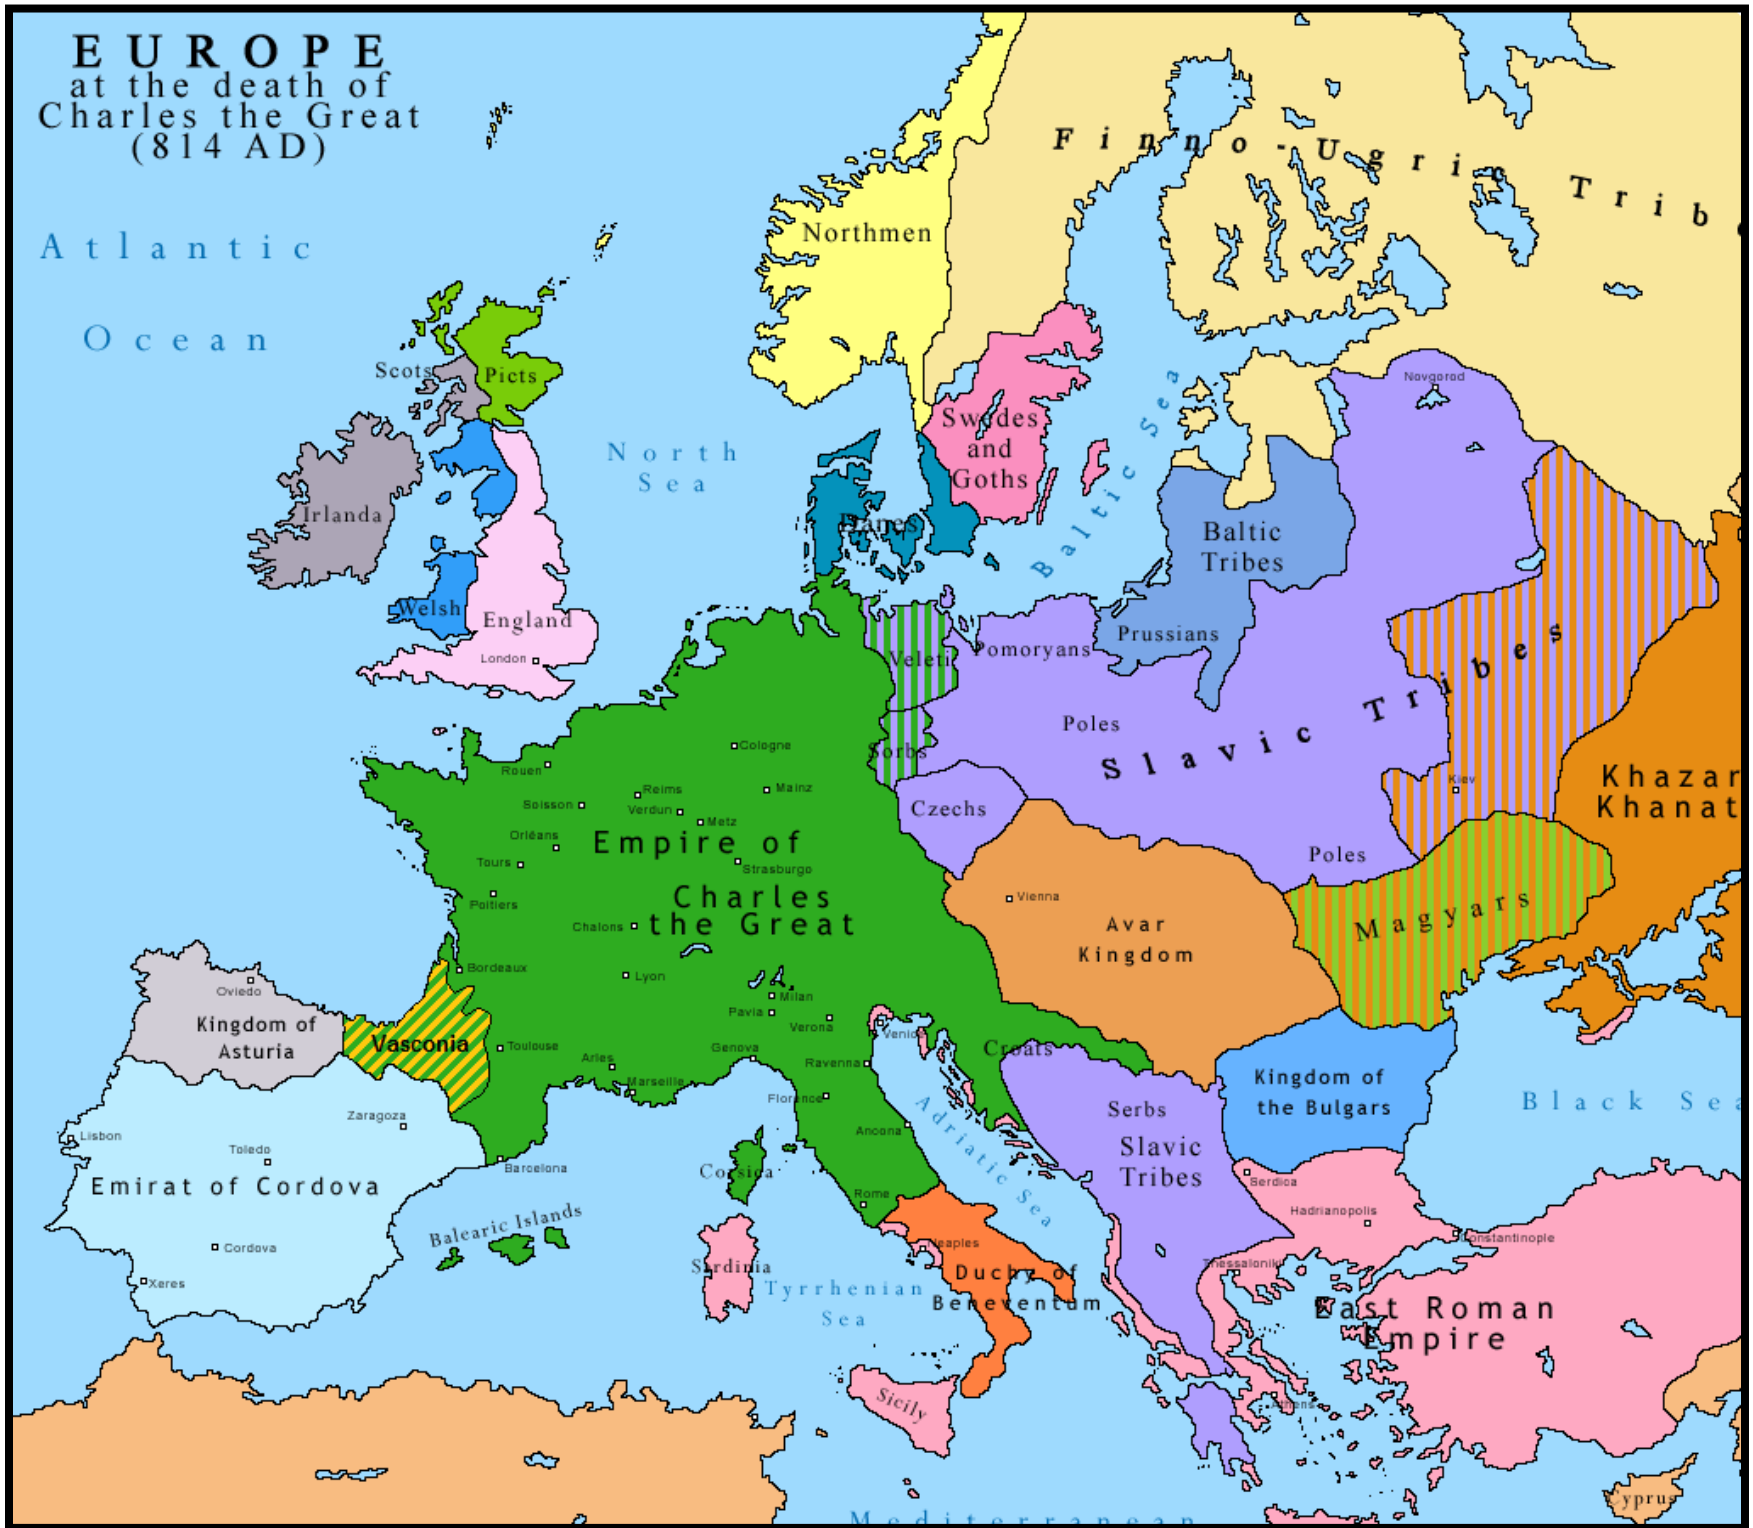 EUROPE
at the death of
Charles the Great
(814 AD)
Finno-Ugric Tribe
Atlantic
Ocean
Northmen
Scots
Picts
Novgorod
Swedes
and
Goths
North
Sea
Baltic Sea
Irlanda
Danes
Baltic
Tribes
Welsh
England
London
Veleti
Pomoryans
Prussians
Slavic Tribes
Poles
Sorbs
Cologne
Rouen
Reims
Mainz
Soisson
Verdun
Metz
Czechs
Kiev
Khazar
Khanat
Orléans
Empire of
Charles
the Great
Tours
Strasburgo
Poles
Poitiers
Vienna
Chalons
Avar
Kingdom
Magyars
Bordeaux
Lyon
Oviedo
Milan
Pavia
Verona
Venice
Kingdom of
Asturia
Vasconia
Toulouse
Arles
Genova
Ravenna
Croats
Marseille
Florence
Kingdom of
the Bulgars
Black Sea
Zaragoza
Adriatic Sea
Serbs
Slavic
Tribes
Lisbon
Toledo
Ancona
Barcelona
Corsica
Emirat of Cordova
Rome
Serdica
Hadrianopolis
Balearic Islands
Constantinople
Cordova
Neaples
Thessaloniki
Xeres
Sardinia
Tyrrhenian
Sea
Duchy of
Beneventum
East Roman
Empire
Sicily
Athens
Cyprus
Mediterranean